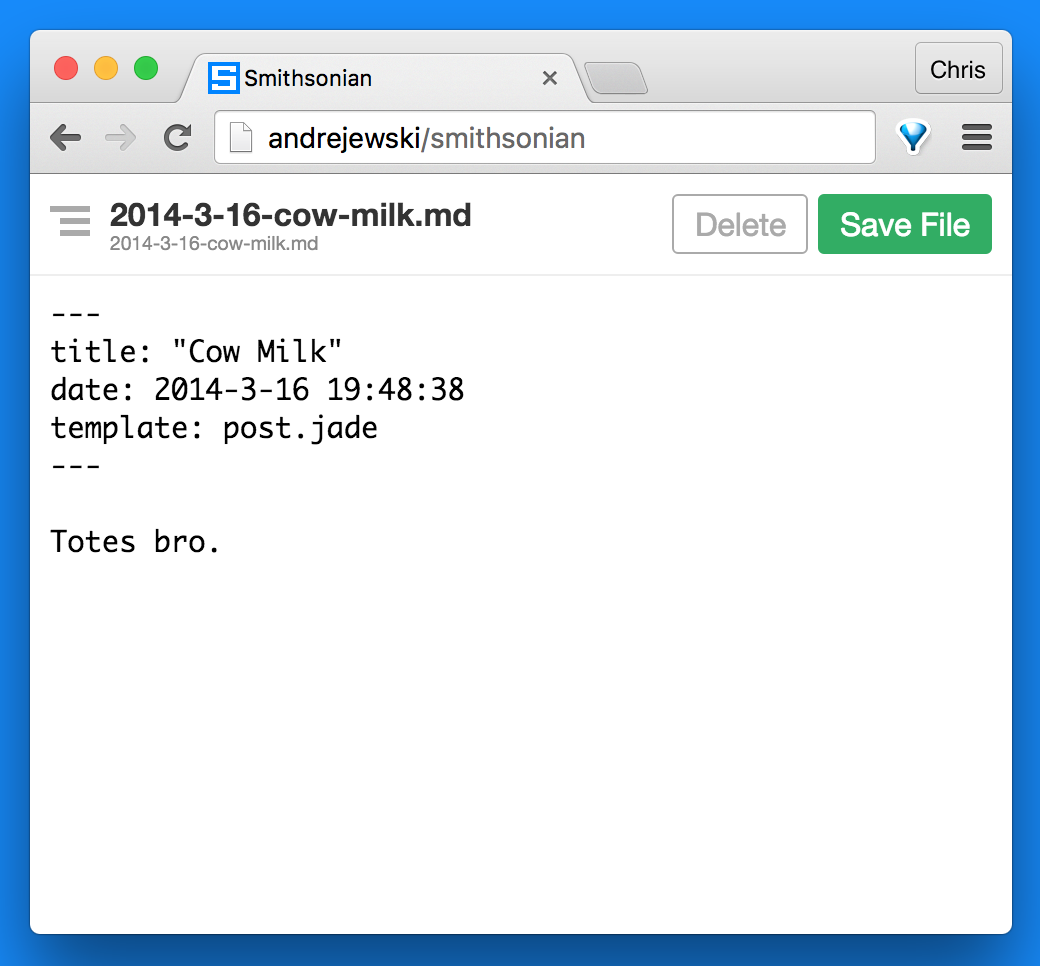 Smithsonian
Chris
andrejewski/smithsonian
2014-3-16-cow-milk.md
2014-3-16-cow-milk.md
Delete
Save File
---
title: "Cow Milk"
date: 2014-3-16 19:48:38
template: post.jade
---
Totes bro.